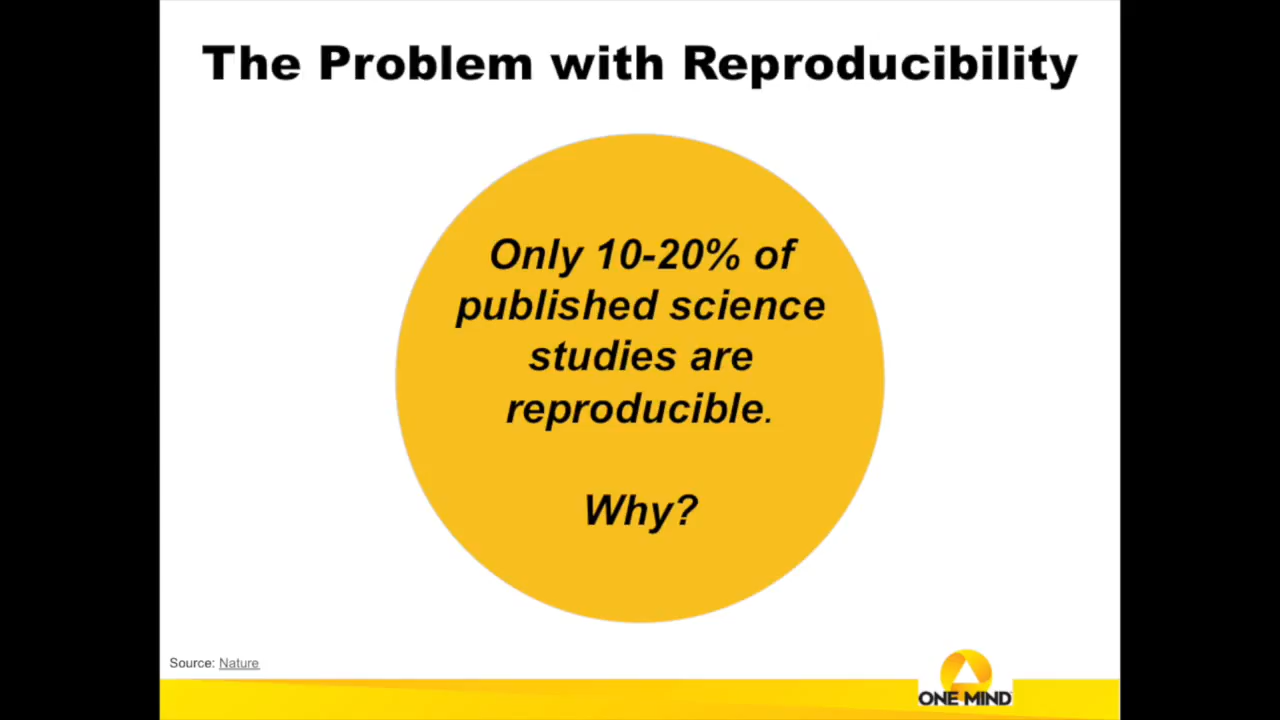 The Problem with Reproducibility
Only 10-20% of
published science
studies are
reproducible.
Why?
Source: Nature
ONE MIND